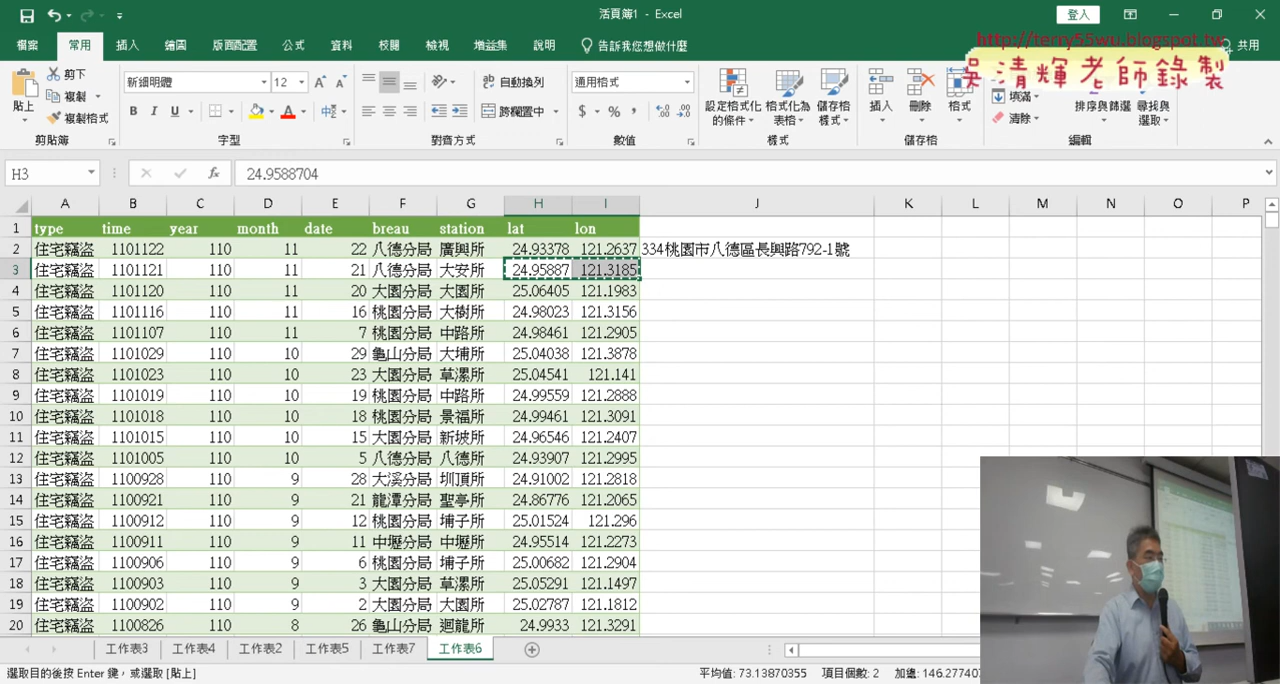 活頁簿1 - Excel
登入
檔案 常用 插入 繪圖 版面配置 公式 資料 校閱 檢視 增益集 說明 告訴我您想做什麼 共用
http://terry55wu.blogspot.tw
吳清輝老師錄製
貼上 剪下 複製 複製格式 剪貼簿
新細明體 12 B I U 字型
自動換列 跨欄置中 對齊方式
通用格式 $ % 數值
設定格式化的條件 格式化為表格 儲存格樣式 樣式
插入 刪除 格式 儲存格
填滿 清除 排序與篩選 尋找與選取 編輯
H3 fx 24.9588704
A B C D E F G H I J K L M N O P
1 type time year month date breau station lat lon
2 住宅竊盜 1101122 110 11 22 八德分局 廣興所 24.93378 121.2637 334桃園市八德區長興路792-1號
3 住宅竊盜 1101121 110 11 21 八德分局 大安所 24.95887 121.3185
4 住宅竊盜 1101120 110 11 20 大園分局 大園所 25.06405 121.1983
5 住宅竊盜 1101116 110 11 16 桃園分局 大樹所 24.98023 121.3156
6 住宅竊盜 1101107 110 11 7 桃園分局 中路所 24.98461 121.2905
7 住宅竊盜 1101029 110 10 29 龜山分局 大埔所 25.04038 121.3878
8 住宅竊盜 1101023 110 10 23 大園分局 草漯所 25.04541 121.141
9 住宅竊盜 1101019 110 10 19 桃園分局 中路所 24.99559 121.2888
10 住宅竊盜 1101018 110 10 18 桃園分局 景福所 24.99461 121.3091
11 住宅竊盜 1101015 110 10 15 大園分局 新坡所 24.96546 121.2407
12 住宅竊盜 1101005 110 10 5 八德分局 八德所 24.93907 121.2995
13 住宅竊盜 1100928 110 9 28 大溪分局 圳頂所 24.91002 121.2818
14 住宅竊盜 1100921 110 9 21 龍潭分局 聖亭所 24.86776 121.2065
15 住宅竊盜 1100912 110 9 12 桃園分局 埔子所 25.01524 121.296
16 住宅竊盜 1100911 110 9 11 中壢分局 中壢所 24.95514 121.2273
17 住宅竊盜 1100906 110 9 6 桃園分局 埔子所 25.00682 121.2904
18 住宅竊盜 1100903 110 9 3 大園分局 草漯所 25.05291 121.1497
19 住宅竊盜 1100902 110 9 2 大園分局 大園所 25.02787 121.1812
20 住宅竊盜 1100826 110 8 26 龜山分局 迴龍所 24.9933 121.3291
工作表3 工作表4 工作表2 工作表5 工作表7 工作表6
選取目的後按 Enter 鍵，或選取 [貼上] 平均值: 73.13870355 項目個數: 2 加總: 146.27740